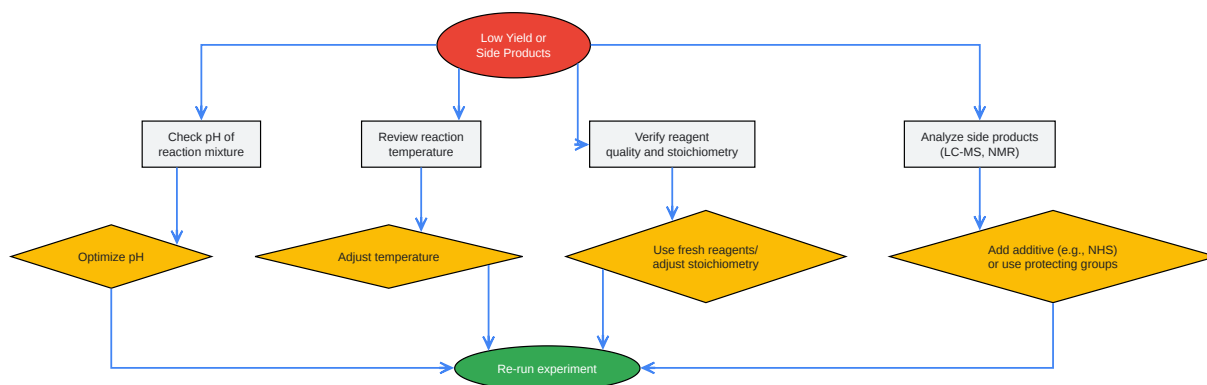 Low Yield or
Side Products
Check pH of
reaction mixture
Review reaction
temperature
Verify reagent
quality and stoichiometry
Analyze side products
(LC-MS, NMR)
Optimize pH
Adjust temperature
Use fresh reagents/
adjust stoichiometry
Add additive (e.g., NHS)
or use protecting groups
Re-run experiment